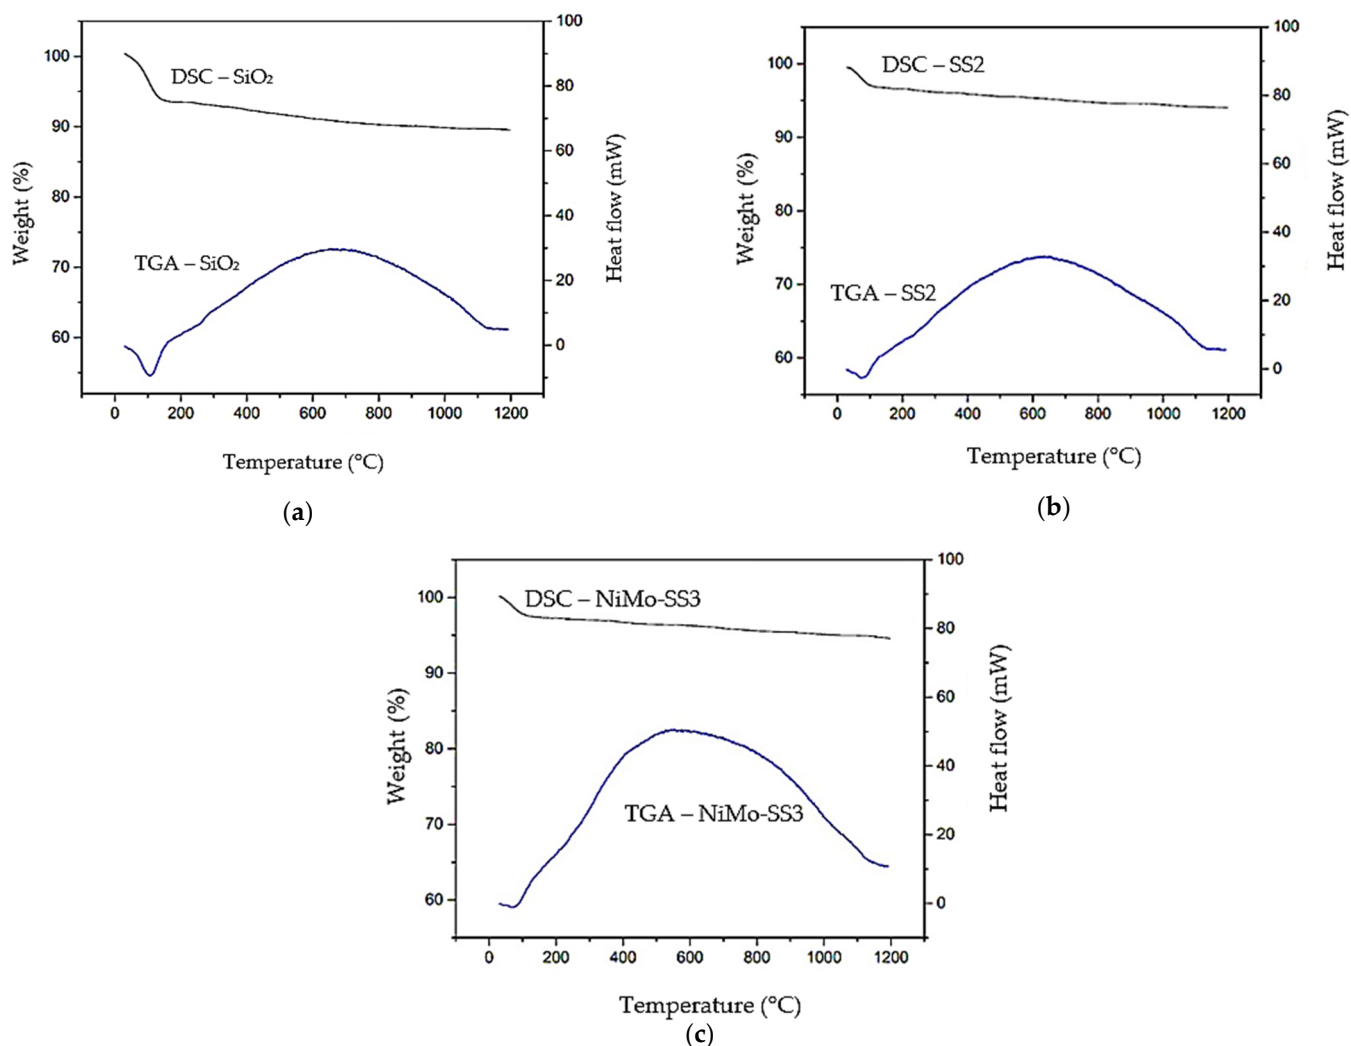 100
100
DSC – SiO₂
80
90
60
80
40
Weight (%)
Heat flow (mW)
TGA – SiO₂
70
20
60
0
0 200 400 600 800 1000 1200
Temperature (°C)
(a)
100
100
DSC – SS2
80
90
60
80
40
Weight (%)
Heat flow (mW)
TGA – SS2
70
20
60
0
0 200 400 600 800 1000 1200
Temperature (°C)
(b)
100
100
DSC – NiMo-SS3
80
90
60
80
40
Weight (%)
Heat flow (mW)
TGA – NiMo-SS3
70
20
60
0
0 200 400 600 800 1000 1200
Temperature (°C)
(c)